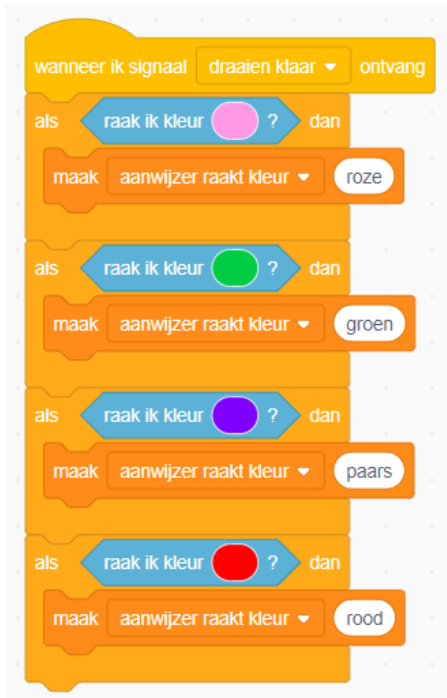 wanneer ik signaal draaien klaar ontvang
als raak ik kleur ? dan
maak aanwijzer raakt kleur roze
als raak ik kleur ? dan
maak aanwijzer raakt kleur groen
als raak ik kleur ? dan
maak aanwijzer raakt kleur paars
als raak ik kleur ? dan
maak aanwijzer raakt kleur rood